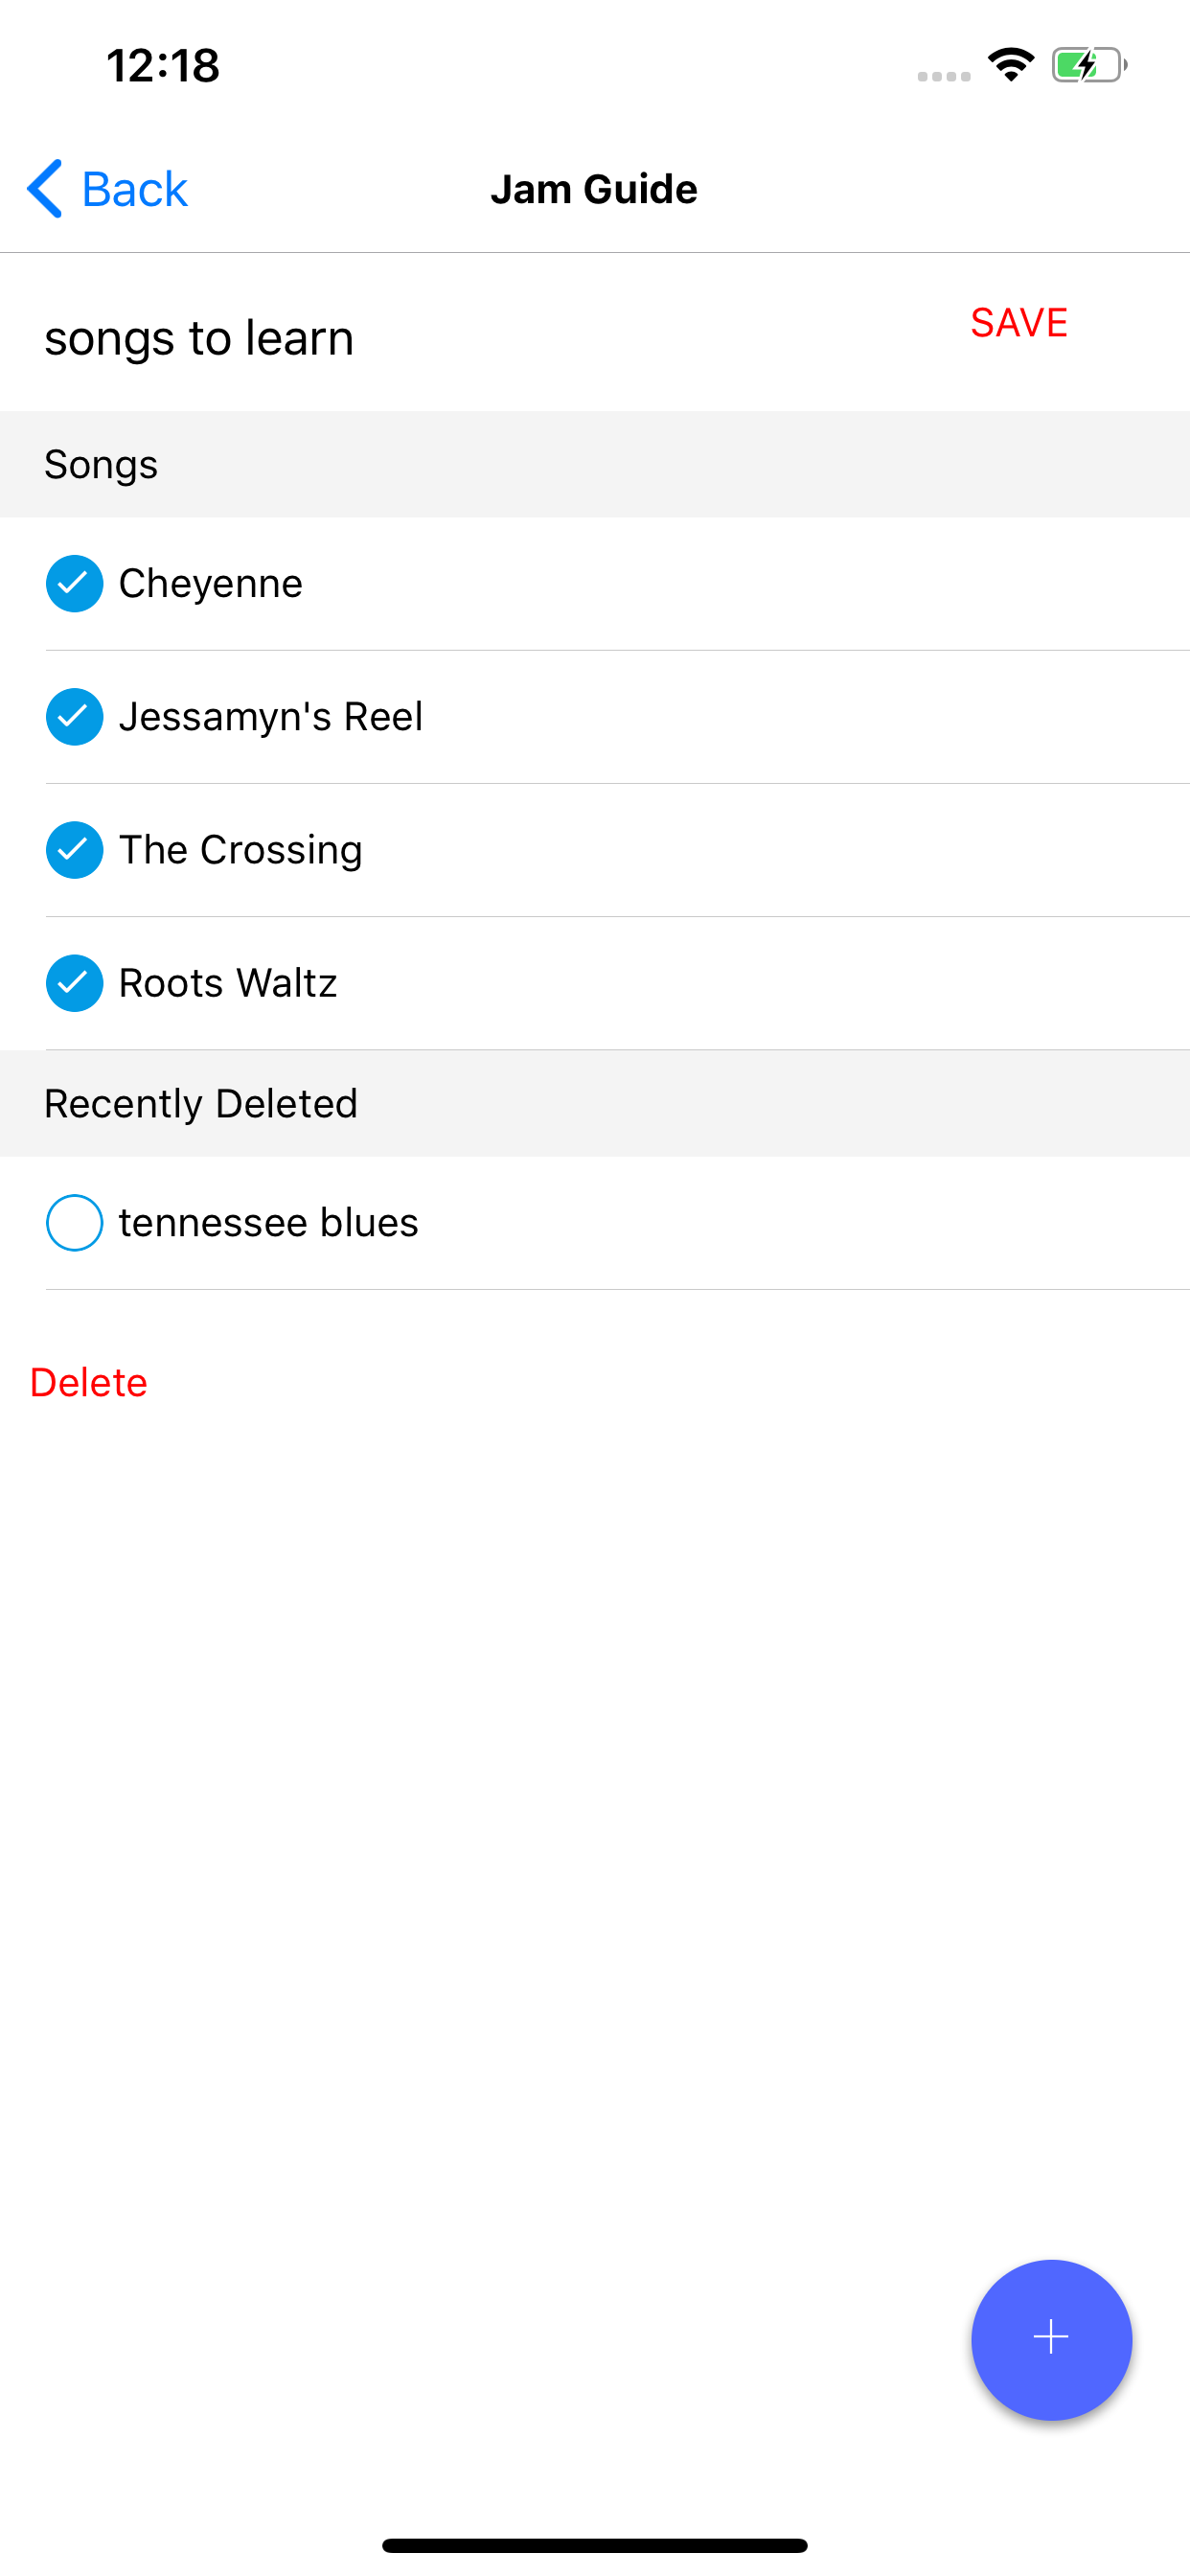 12:18
Back
Jam Guide
songs to learn
SAVE
Songs
Cheyenne
Jessamyn's Reel
The Crossing
Roots Waltz
Recently Deleted
tennessee blues
Delete
+